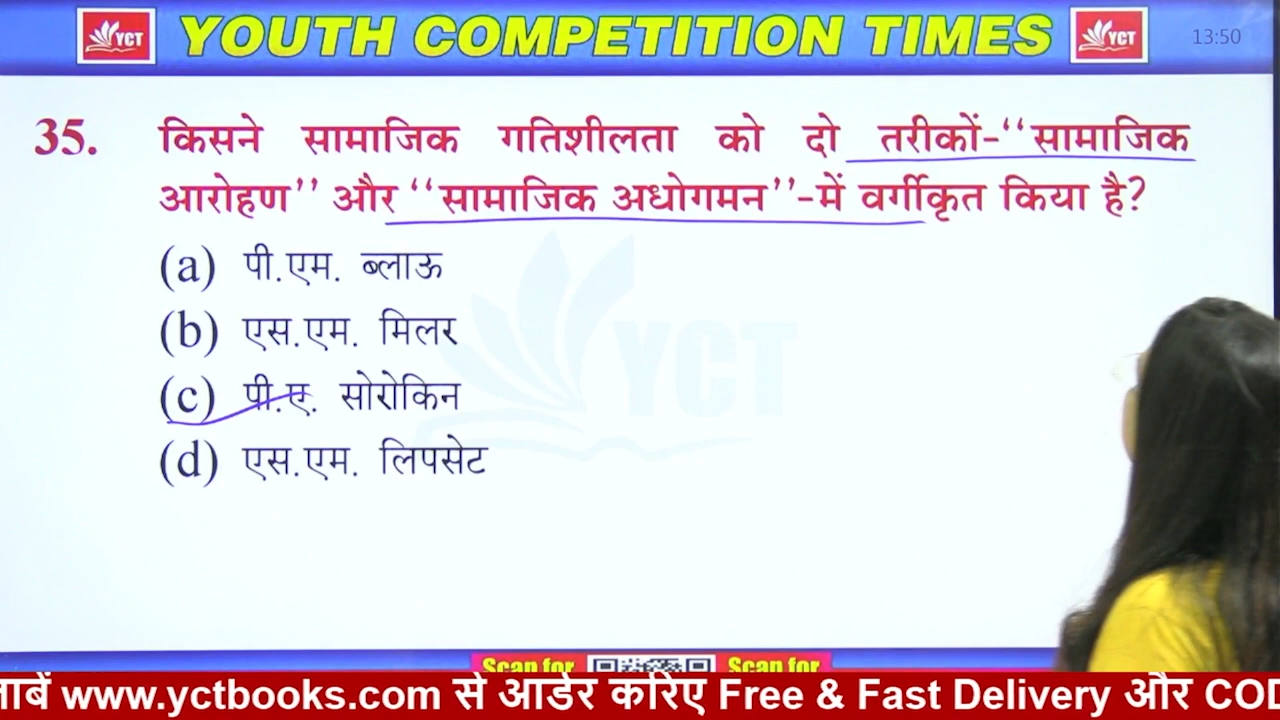 YCT YOUTH COMPETITION TIMES YCT 13:50
35. किसने सामाजिक गतिशीलता को दो तरीकों-‘‘सामाजिक
आरोहण’’ और ‘‘सामाजिक अधोगमन’’-में वर्गीकृत किया है?
(a) पी.एम. ब्लाऊ
(b) एस.एम. मिलर
(c) पी.ए. सोरोकिन
(d) एस.एम. लिपसेट
YCT
Scan for Scan for
www.yctbooks.com से आर्डर करिए Free & Fast Delivery और COD